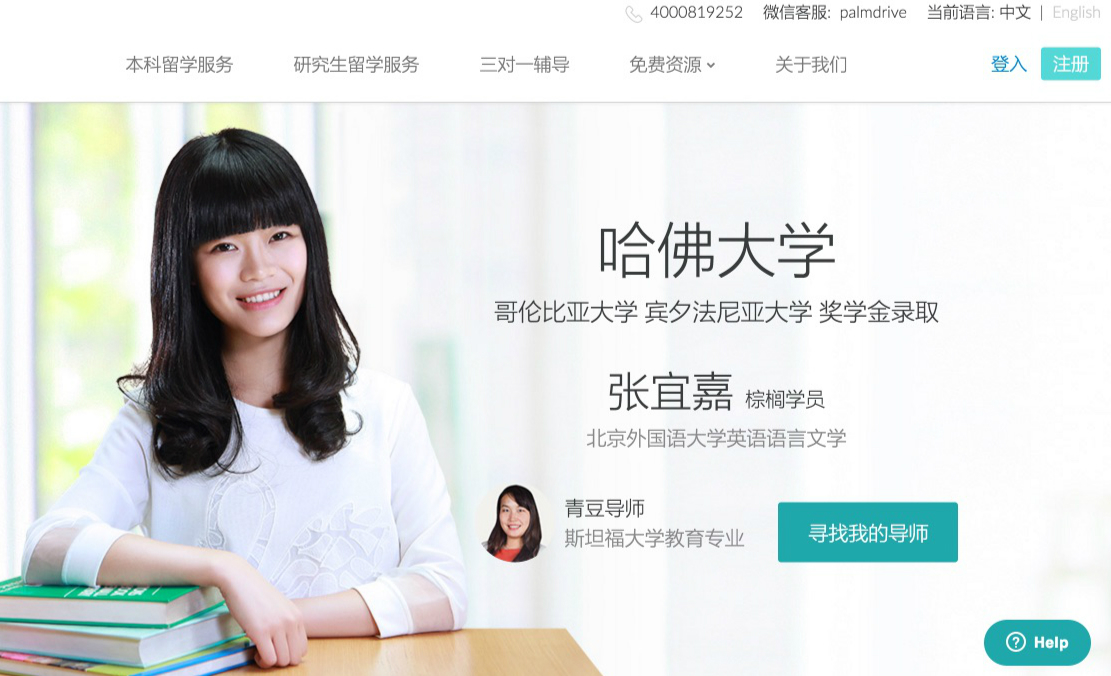 4000819252 微信客服: palmdrive 当前语言: 中文 | English
本科留学服务 研究生留学服务 三对一辅导 免费资源 关于我们 登入 注册
哈佛大学
哥伦比亚大学 宾夕法尼亚大学 奖学金录取
张宜嘉 棕榈学员
北京外国语大学英语语言文学
青豆导师
斯坦福大学教育专业
寻找我的导师
Help